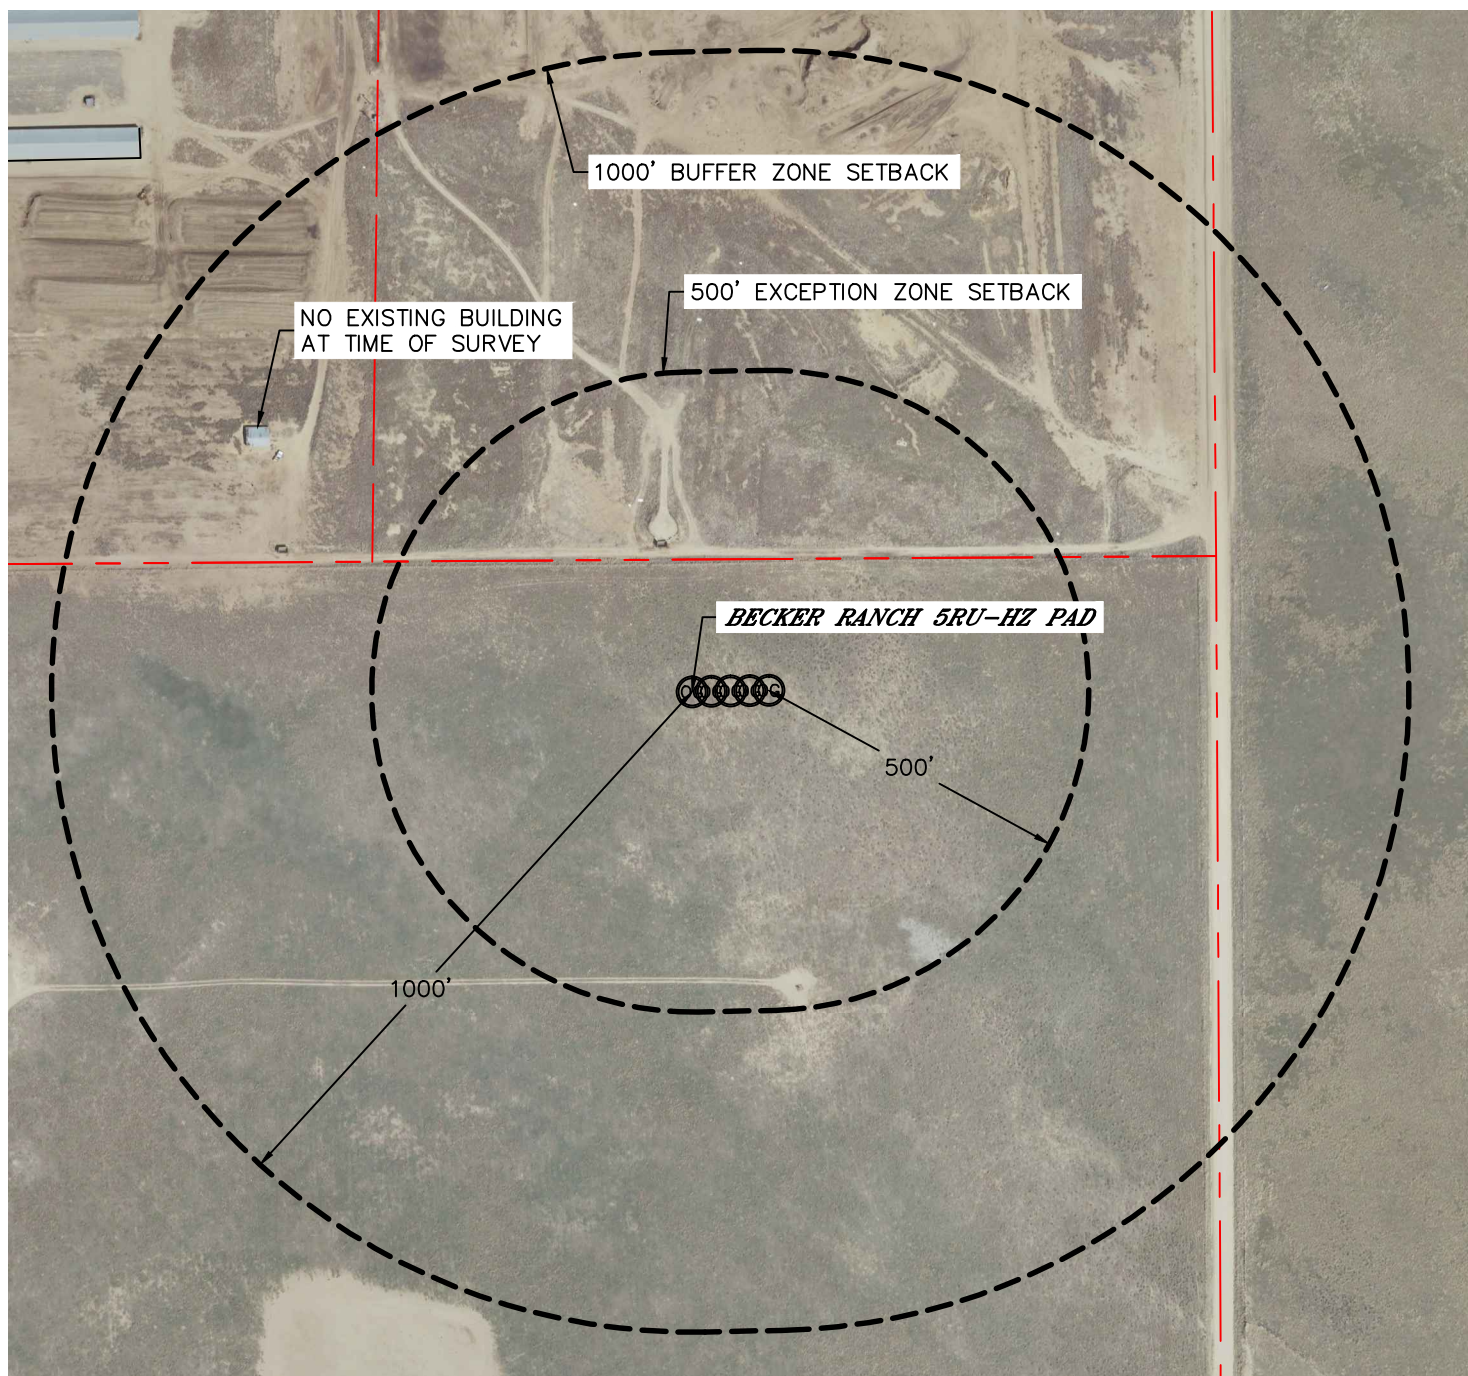 1000' BUFFER ZONE SETBACK
500' EXCEPTION ZONE SETBACK
NO EXISTING BUILDING
AT TIME OF SURVEY
BECKER RANCH 5RU-HZ PAD
500'
1000'